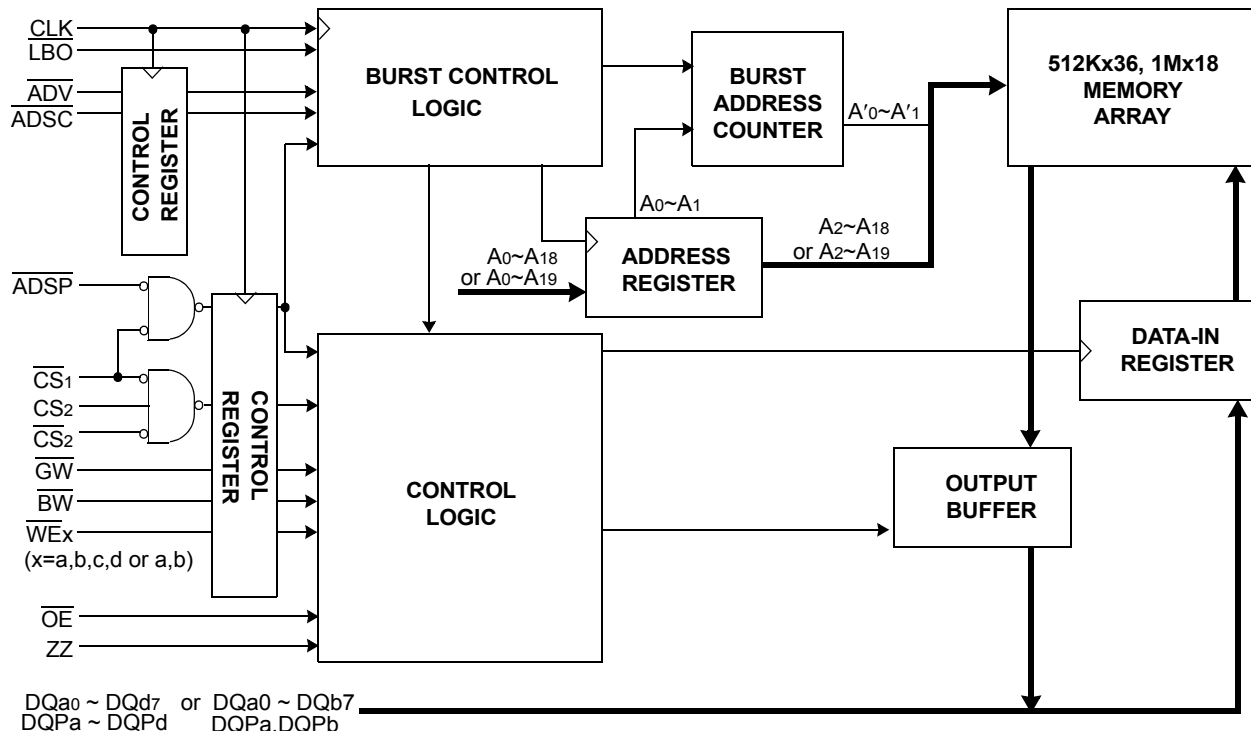 CLK
LBO
ADV
ADSC
CONTROL
REGISTER
BURST CONTROL
LOGIC
BURST
ADDRESS
COUNTER
A′0~A′1
512Kx36, 1Mx18
MEMORY
ARRAY
A0~A1
A0~A18
or A0~A19
ADDRESS
REGISTER
A2~A18
or A2~A19
ADSP
CS1
CS2
CS2
GW
BW
WEx
(x=a,b,c,d or a,b)
OE
ZZ
CONTROL
REGISTER
CONTROL
LOGIC
DATA-IN
REGISTER
OUTPUT
BUFFER
DQa0 ~ DQd7 or DQa0 ~ DQb7
DQPa ~ DQPd DQPa,DQPb